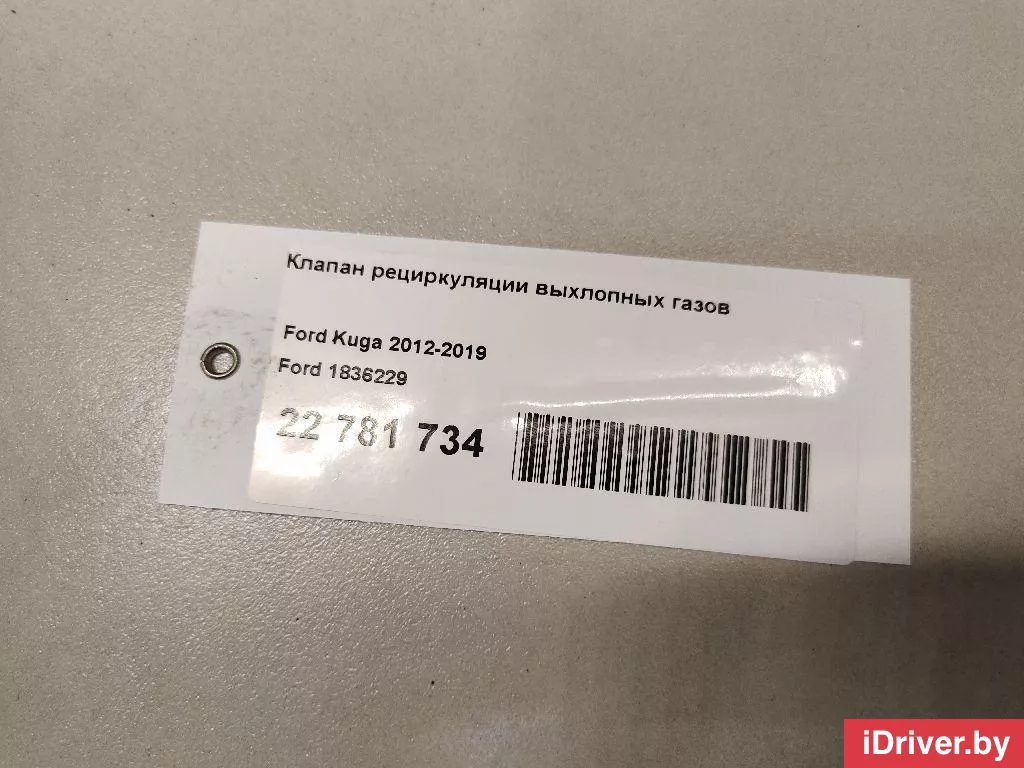 Клапан рециркуляции выхлопных газов
Ford Kuga 2012-2019
Ford 1836229
22 781 734
iDriver.by